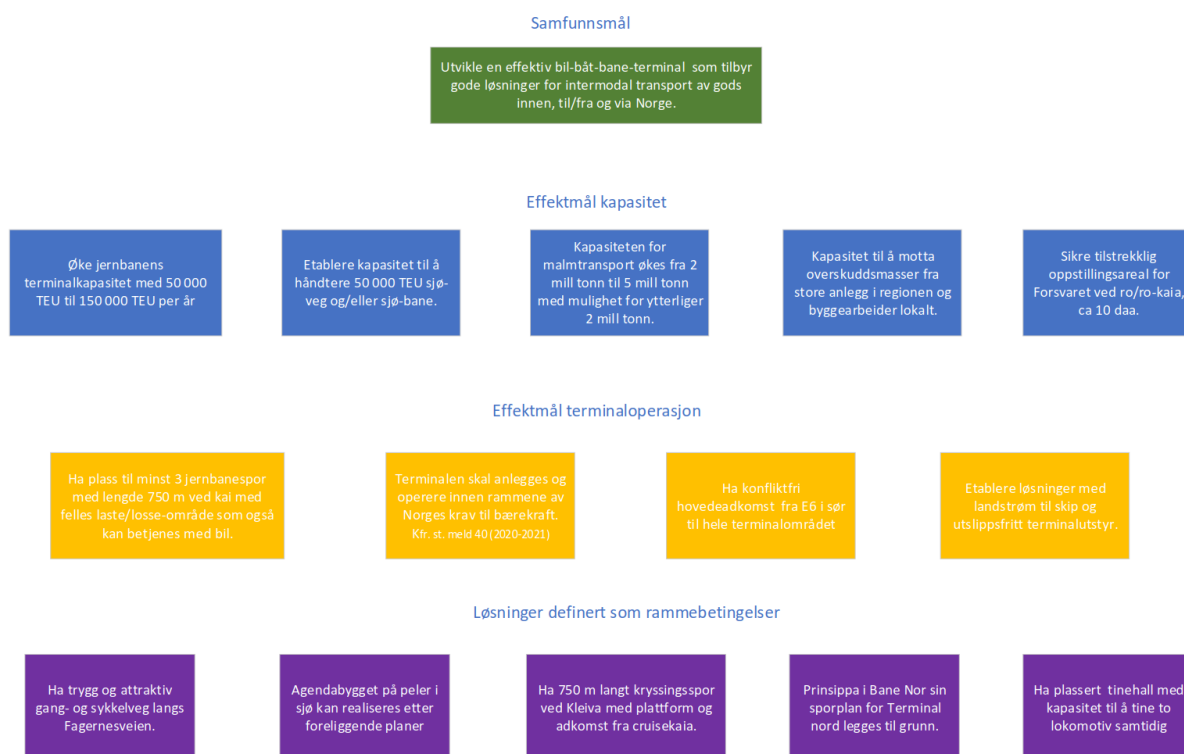 Samfunnsmål
Utvikle en effektiv bil-båt-bane-terminal som tilbyr
gode løsninger for intermodal transport av gods
innen, til/fra og via Norge.
Effektmål kapasitet
Øke jernbanens
terminalkapasitet med 50 000
TEU til 150 000 TEU per år
Etablere kapasitet til å
håndtere 50 000 TEU sjø-
veg og/eller sjø-bane.
Kapasiteten for
malmtransport økes fra 2
mill tonn til 5 mill tonn
med mulighet for ytterliger
2 mill tonn.
Kapasitet til å motta
overskuddsmasser fra
store anlegg i regionen og
byggearbeider lokalt.
Sikre tilstrekklig
oppstillingsareal for
Forsvaret ved ro/ro-kaia,
ca 10 daa.
Effektmål terminaloperasjon
Ha plass til minst 3 jernbanespor
med lengde 750 m ved kai med
felles laste/losse-område som også
kan betjenes med bil.
Terminalen skal anlegges og
operere innen rammene av
Norges krav til bærekraft.
Kfr. st. meld 40 (2020-2021)
Ha konfliktfri
hovedeadkomst fra E6 i sør
til hele terminalområdet
Etablere løsninger med
landstrøm til skip og
utslippsfritt terminalutstyr.
Løsninger definert som rammebetingelser
Ha trygg og attraktiv
gang- og sykkelveg langs
Fagernesveien.
Agendabygget på peler i
sjø kan realiseres etter
foreliggende planer
Ha 750 m langt kryssingsspor
ved Kleiva med plattform og
adkomst fra cruisekaia.
Prinsippa i Bane Nor sin
sporplan for Terminal
nord legges til grunn.
Ha plassert tinehall med
kapasitet til å tine to
lokomotiv samtidig